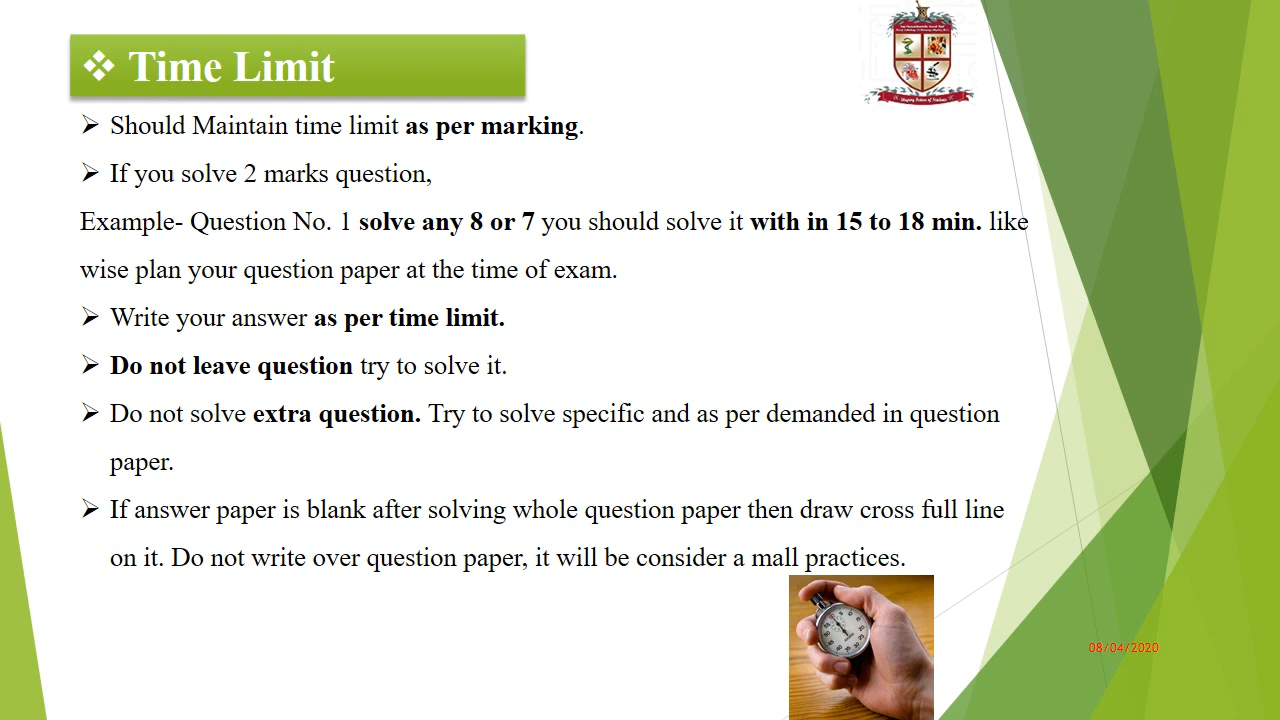 ❖ Time Limit
➢ Should Maintain time limit as per marking.
➢ If you solve 2 marks question,
Example- Question No. 1 solve any 8 or 7 you should solve it with in 15 to 18 min. like
wise plan your question paper at the time of exam.
➢ Write your answer as per time limit.
➢ Do not leave question try to solve it.
➢ Do not solve extra question. Try to solve specific and as per demanded in question
paper.
➢ If answer paper is blank after solving whole question paper then draw cross full line
on it. Do not write over question paper, it will be consider a mall practices.
08/04/2020